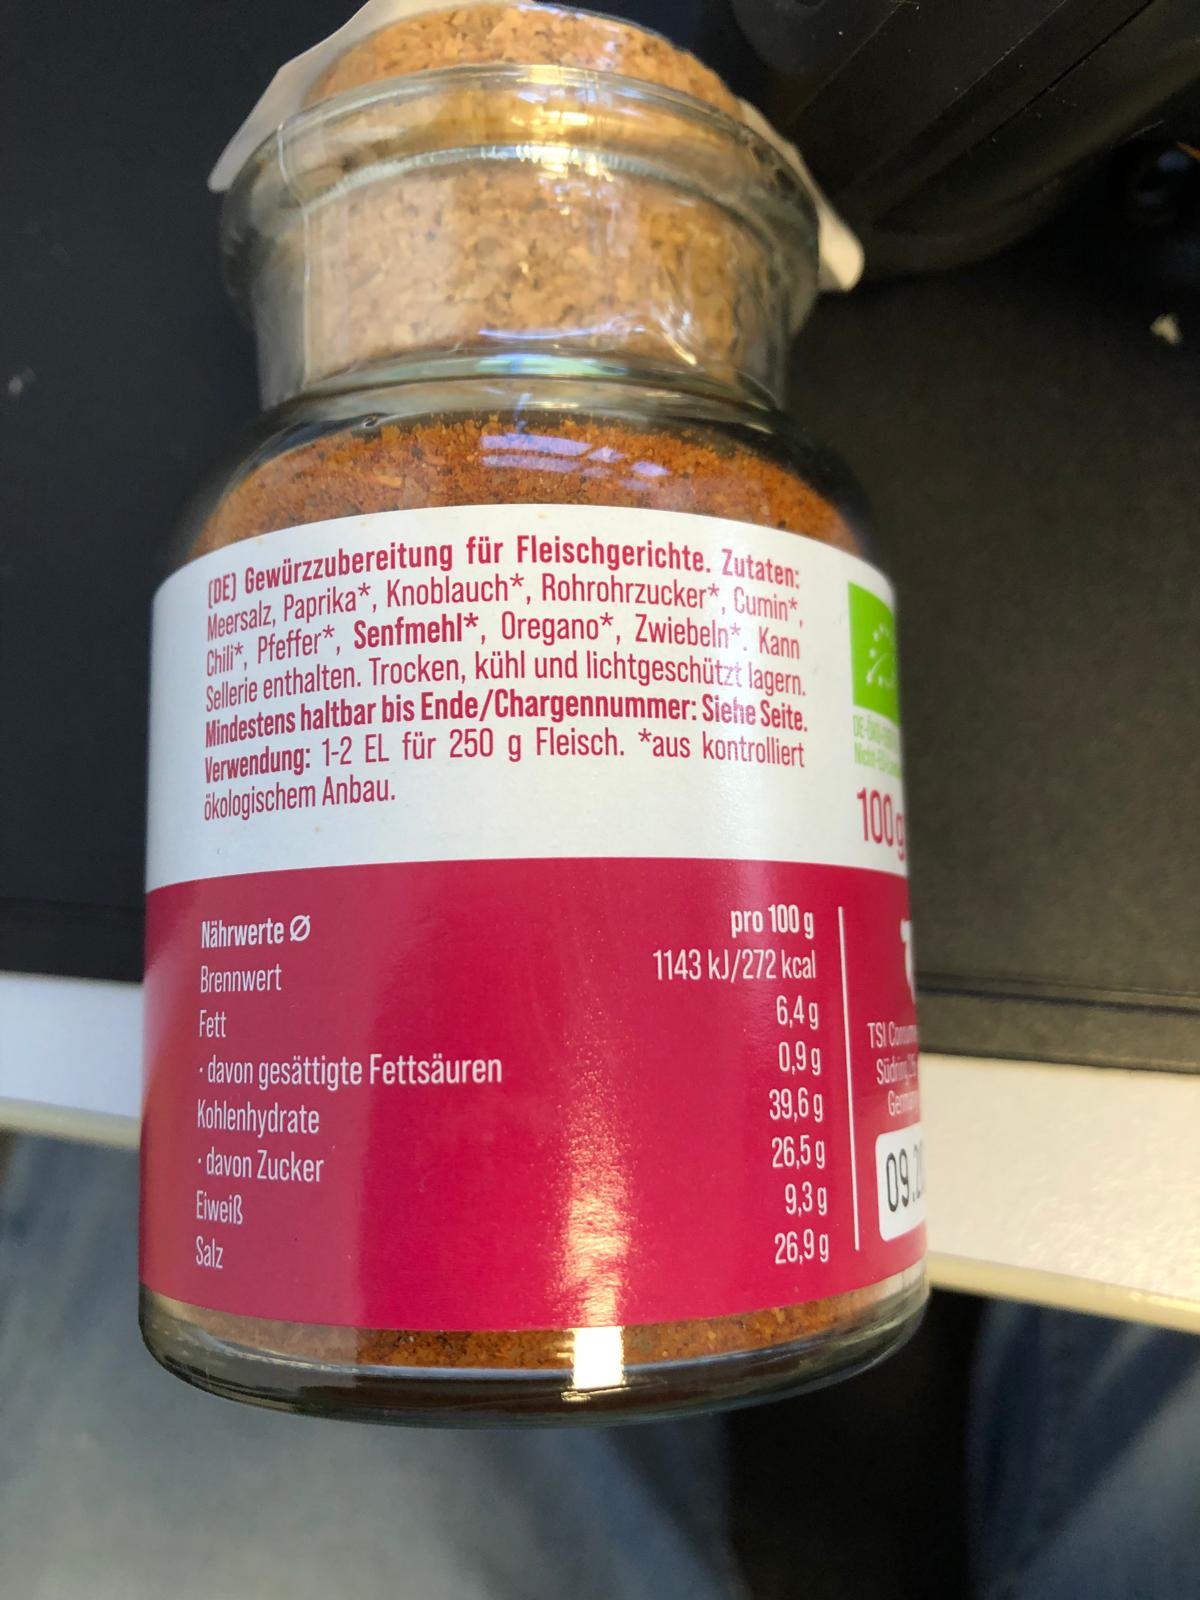 (DE) Gewürzzubereitung für Fleischgerichte. Zutaten:
Meersalz, Paprika*, Knoblauch*, Rohrohrzucker*, Cumin*,
Chili*, Pfeffer*, Senfmehl*, Oregano*, Zwiebeln*. Kann
Sellerie enthalten. Trocken, kühl und lichtgeschützt lagern.
Mindestens haltbar bis Ende/Chargennummer: Siehe Seite.
Verwendung: 1-2 EL für 250 g Fleisch. *aus kontrolliert
ökologischem Anbau.
100g
Nährwerte Ø pro 100 g
Brennwert 1143 kJ/272 kcal
Fett 6,4 g
· davon gesättigte Fettsäuren 0,9 g
Kohlenhydrate 39,6 g
· davon Zucker 26,5 g
Eiweiß 9,3 g
Salz 26,9 g
TSI
09.